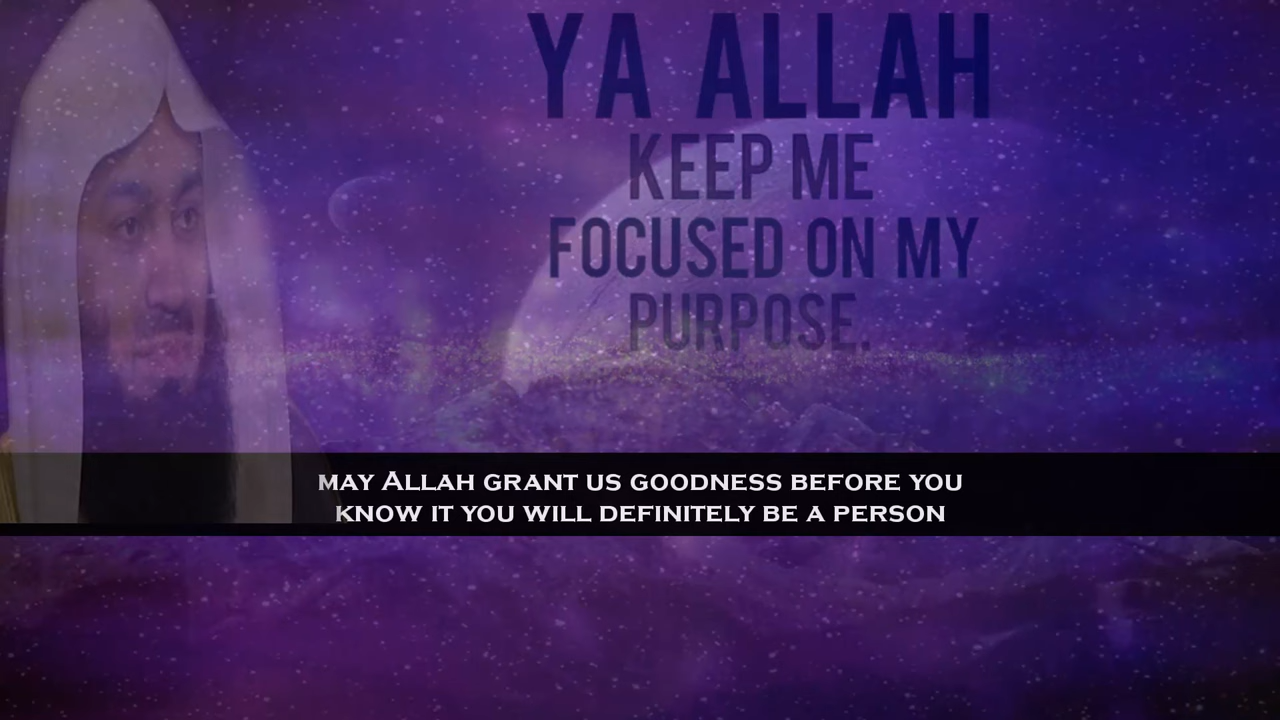 YA ALLAH
KEEP ME
FOCUSED ON MY
PURPOSE.
MAY ALLAH GRANT US GOODNESS BEFORE YOU
KNOW IT YOU WILL DEFINITELY BE A PERSON